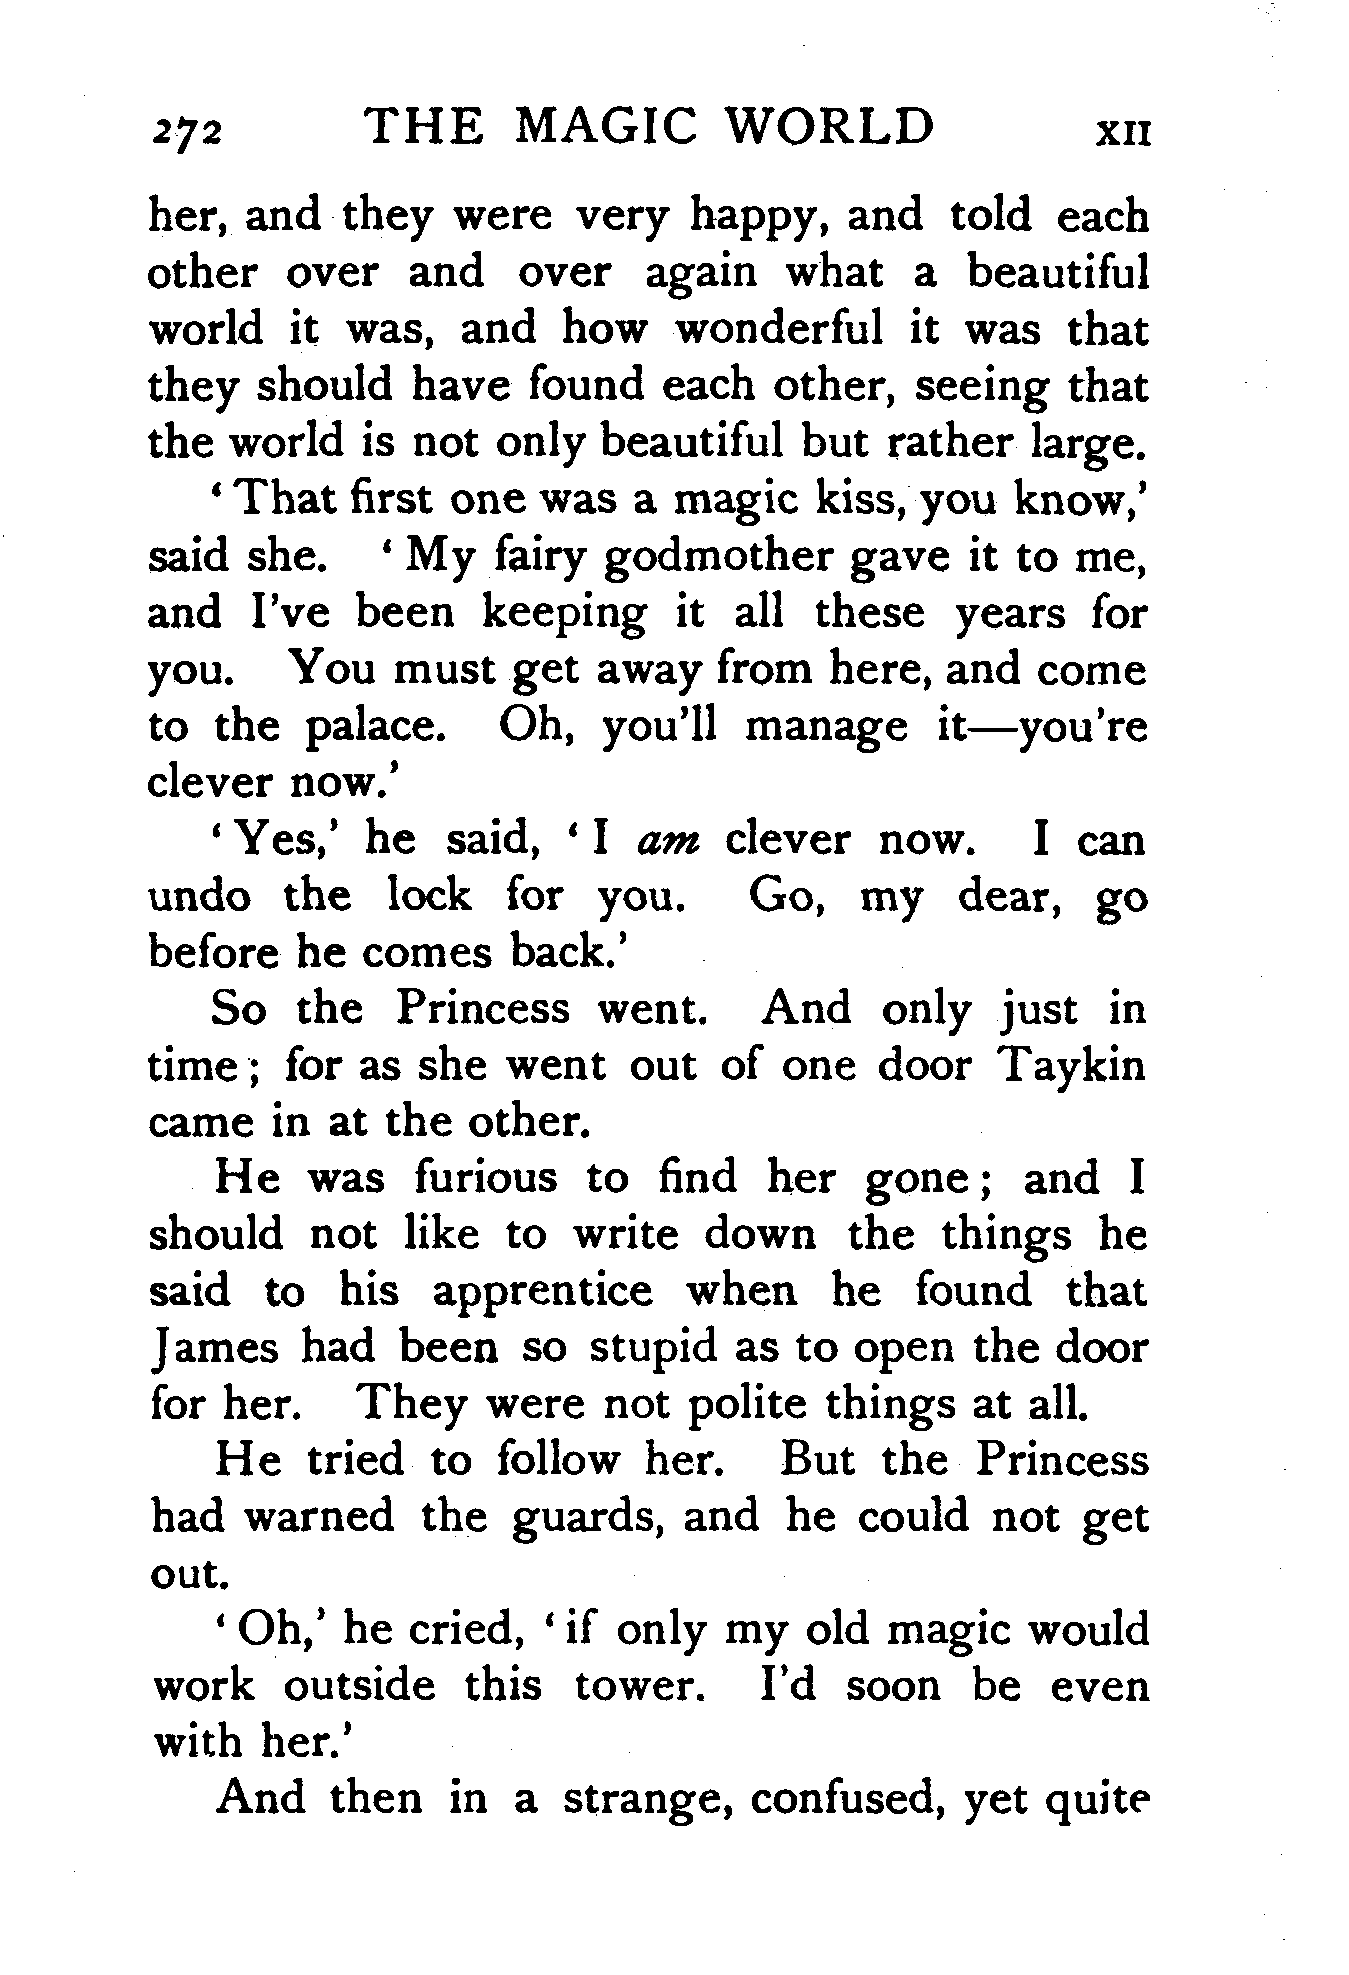 272 THE MAGIC WORLD XII
her, and they were very happy, and told each
other over and over again what a beautiful
world it was, and how wonderful it was that
they should have found each other, seeing that
the world is not only beautiful but rather large.
‘That first one was a magic kiss, you know,’
said she. ‘My fairy godmother gave it to me,
and I’ve been keeping it all these years for
you. You must get away from here, and come
to the palace. Oh, you’ll manage it—you’re
clever now.’
‘Yes,’ he said, ‘I am clever now. I can
undo the lock for you. Go, my dear, go
before he comes back.’
So the Princess went. And only just in
time; for as she went out of one door Taykin
came in at the other.
He was furious to find her gone; and I
should not like to write down the things he
said to his apprentice when he found that
James had been so stupid as to open the door
for her. They were not polite things at all.
He tried to follow her. But the Princess
had warned the guards, and he could not get
out.
‘Oh,’ he cried, ‘if only my old magic would
work outside this tower. I’d soon be even
with her.’
And then in a strange, confused, yet quite